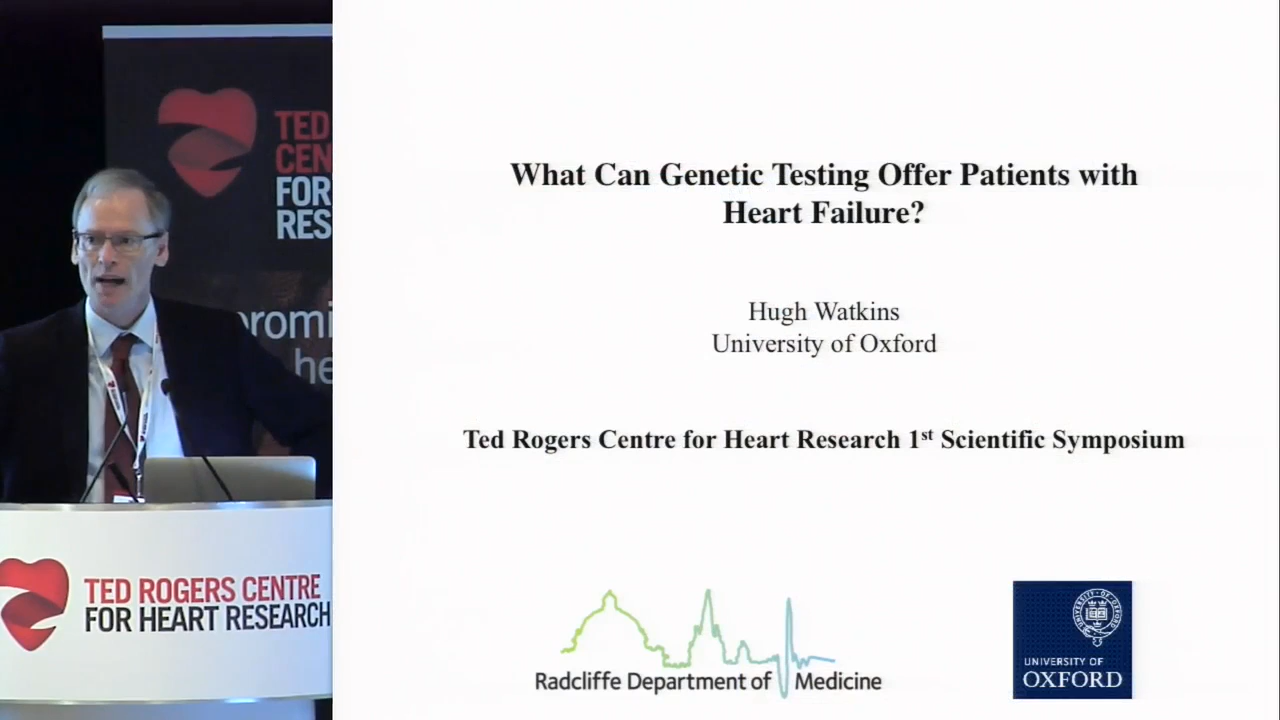 TED
CEN
FOR
RES
promi
he
TED ROGERS CENTRE
FOR HEART RESEARCH
What Can Genetic Testing Offer Patients with
Heart Failure?
Hugh Watkins
University of Oxford
Ted Rogers Centre for Heart Research 1st Scientific Symposium
Radcliffe Department of Medicine
UNIVERSITY OF
OXFORD